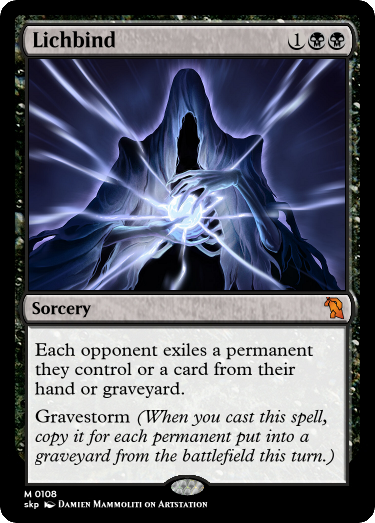 Lichbind 1
Sorcery
Each opponent exiles a permanent
they control or a card from their
hand or graveyard.
Gravestorm (When you cast this spell,
copy it for each permanent put into a
graveyard from the battlefield this turn.)
M 0108
skp Damien Mammoliti on Artstation